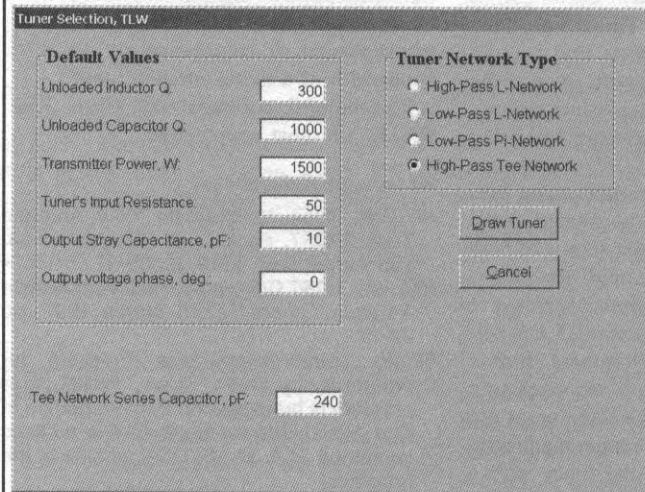 Tuner Selection, TLW
Default Values
Unloaded Inductor Q: 300
Unloaded Capacitor Q: 1000
Transmitter Power, W: 1500
Tuner's Input Resistance: 50
Output Stray Capacitance, pF: 10
Output voltage phase, deg.: 0
Tee Network Series Capacitor, pF: 240
Tuner Network Type
High-Pass L-Network
Low-Pass L-Network
Low-Pass Pi-Network
High-Pass Tee Network
Draw Tuner
Cancel